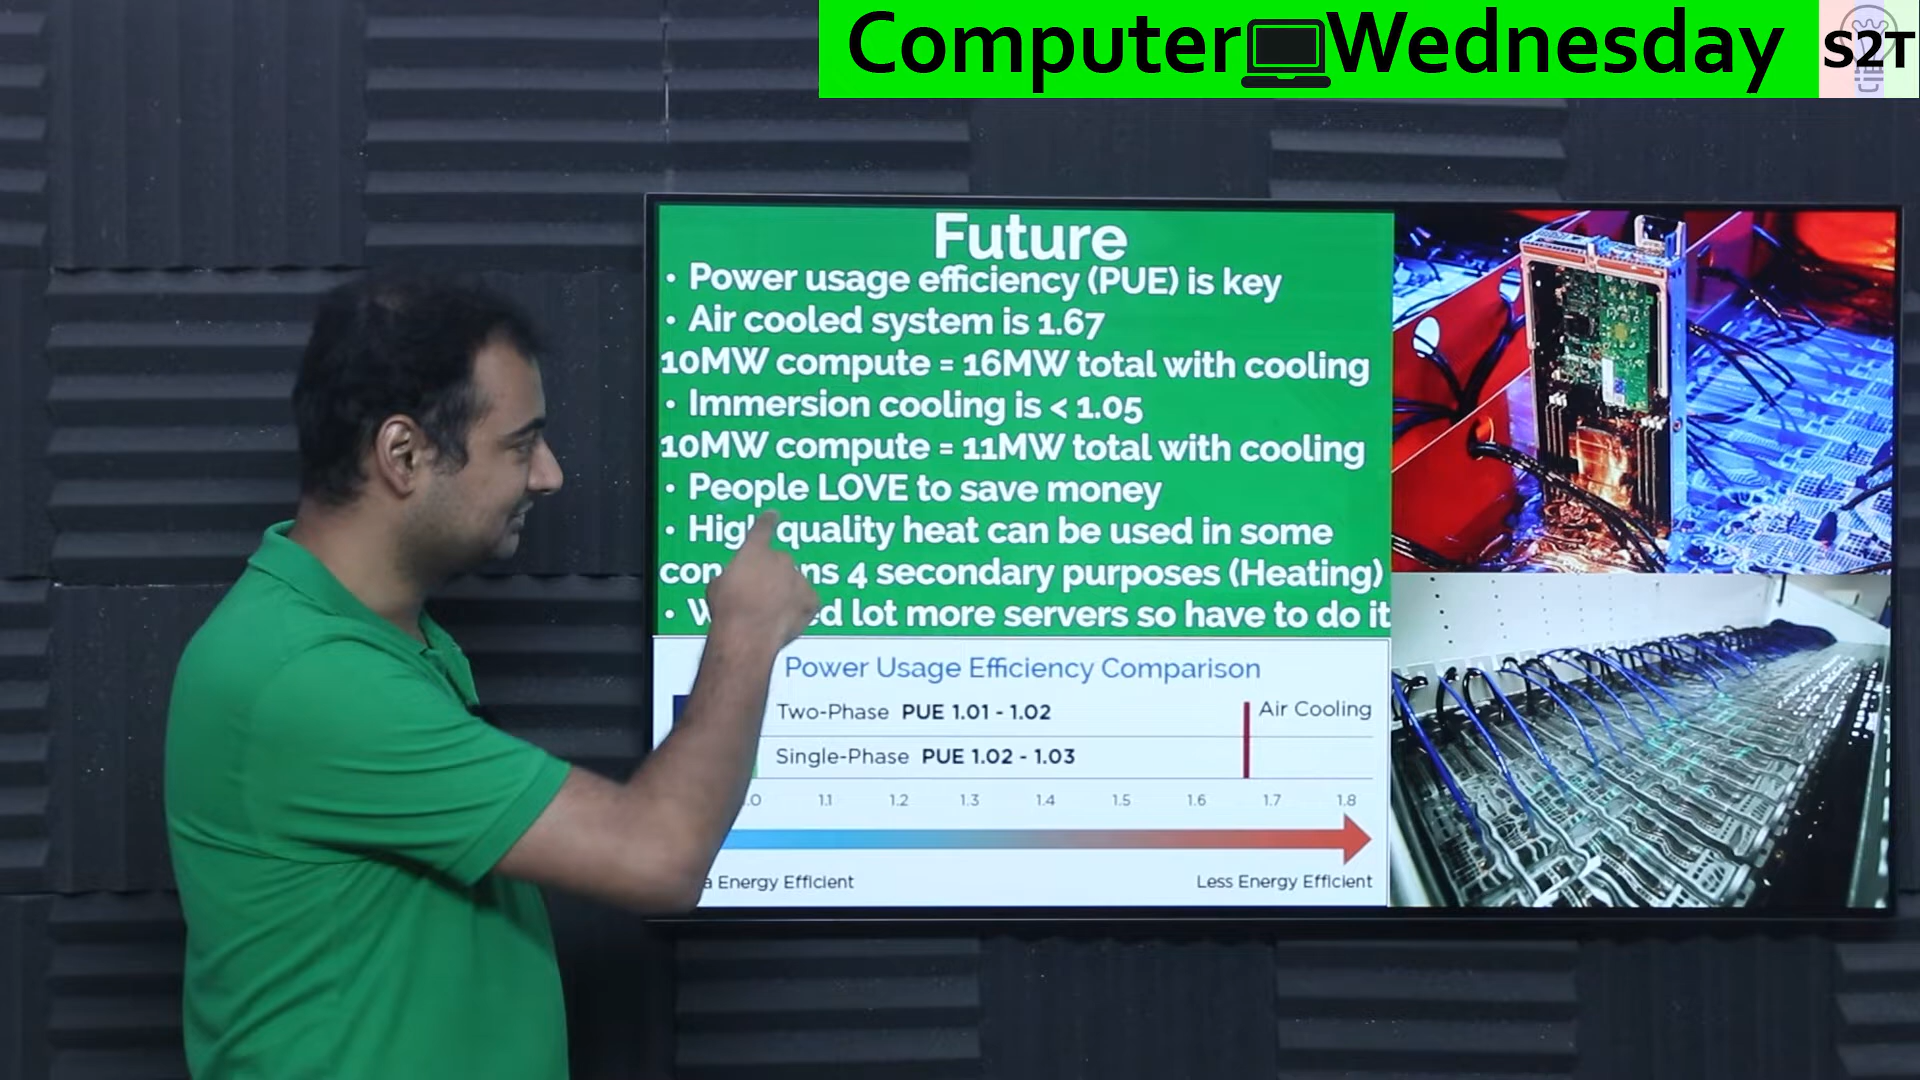 Computer Wednesday
S2T
Future
• Power usage efficiency (PUE) is key
• Air cooled system is 1.67
10MW compute = 16MW total with cooling
• Immersion cooling is < 1.05
10MW compute = 11MW total with cooling
• People LOVE to save money
• High quality heat can be used in some
4 secondary purposes (Heating)
• lot more servers so have to do it
Power Usage Efficiency Comparison
Two-Phase PUE 1.01 - 1.02
Air Cooling
Single-Phase PUE 1.02 - 1.03
1.1 1.2 1.3 1.4 1.5 1.6 1.7 1.8
Energy Efficient
Less Energy Efficient